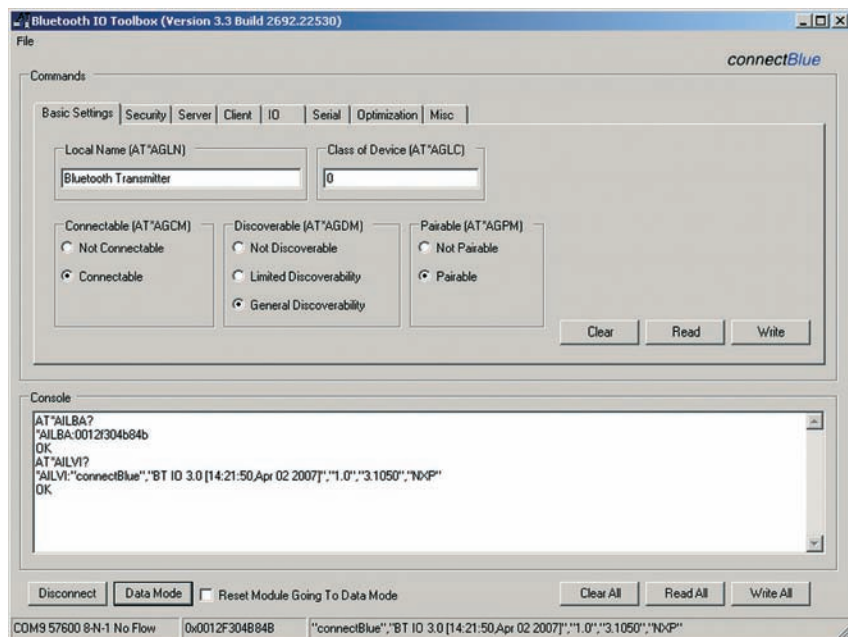 Bluetooth IO Toolbox (Version 3.3 Build 2692.22530)
File
connectBlue
Commands
Basic Settings Security Server Client IO Serial Optimization Misc
Local Name (AT*AGLN) Class of Device (AT*AGLC)
Bluetooth Transmitter 0
Connectable (AT*AGCM) Discoverable (AT*AGDM) Pairable (AT*AGPM)
Not Connectable Not Discoverable Not Pairable
Connectable Limited Discoverability Pairable
General Discoverability
Clear Read Write
Console
AT*AILBA?
*AILBA:0012f304b84b
OK
AT*AILVI?
*AILVI:"connectBlue","BT IO 3.0 [14:21:50,Apr 02 2007]","1.0","3.1050","NXP"
OK
Disconnect Data Mode Reset Module Going To Data Mode Clear All Read All Write All
COM9 57600 8-N-1 No Flow 0x0012F304B84B "connectBlue","BT IO 3.0 [14:21:50,Apr 02 2007]","1.0","3.1050","NXP"